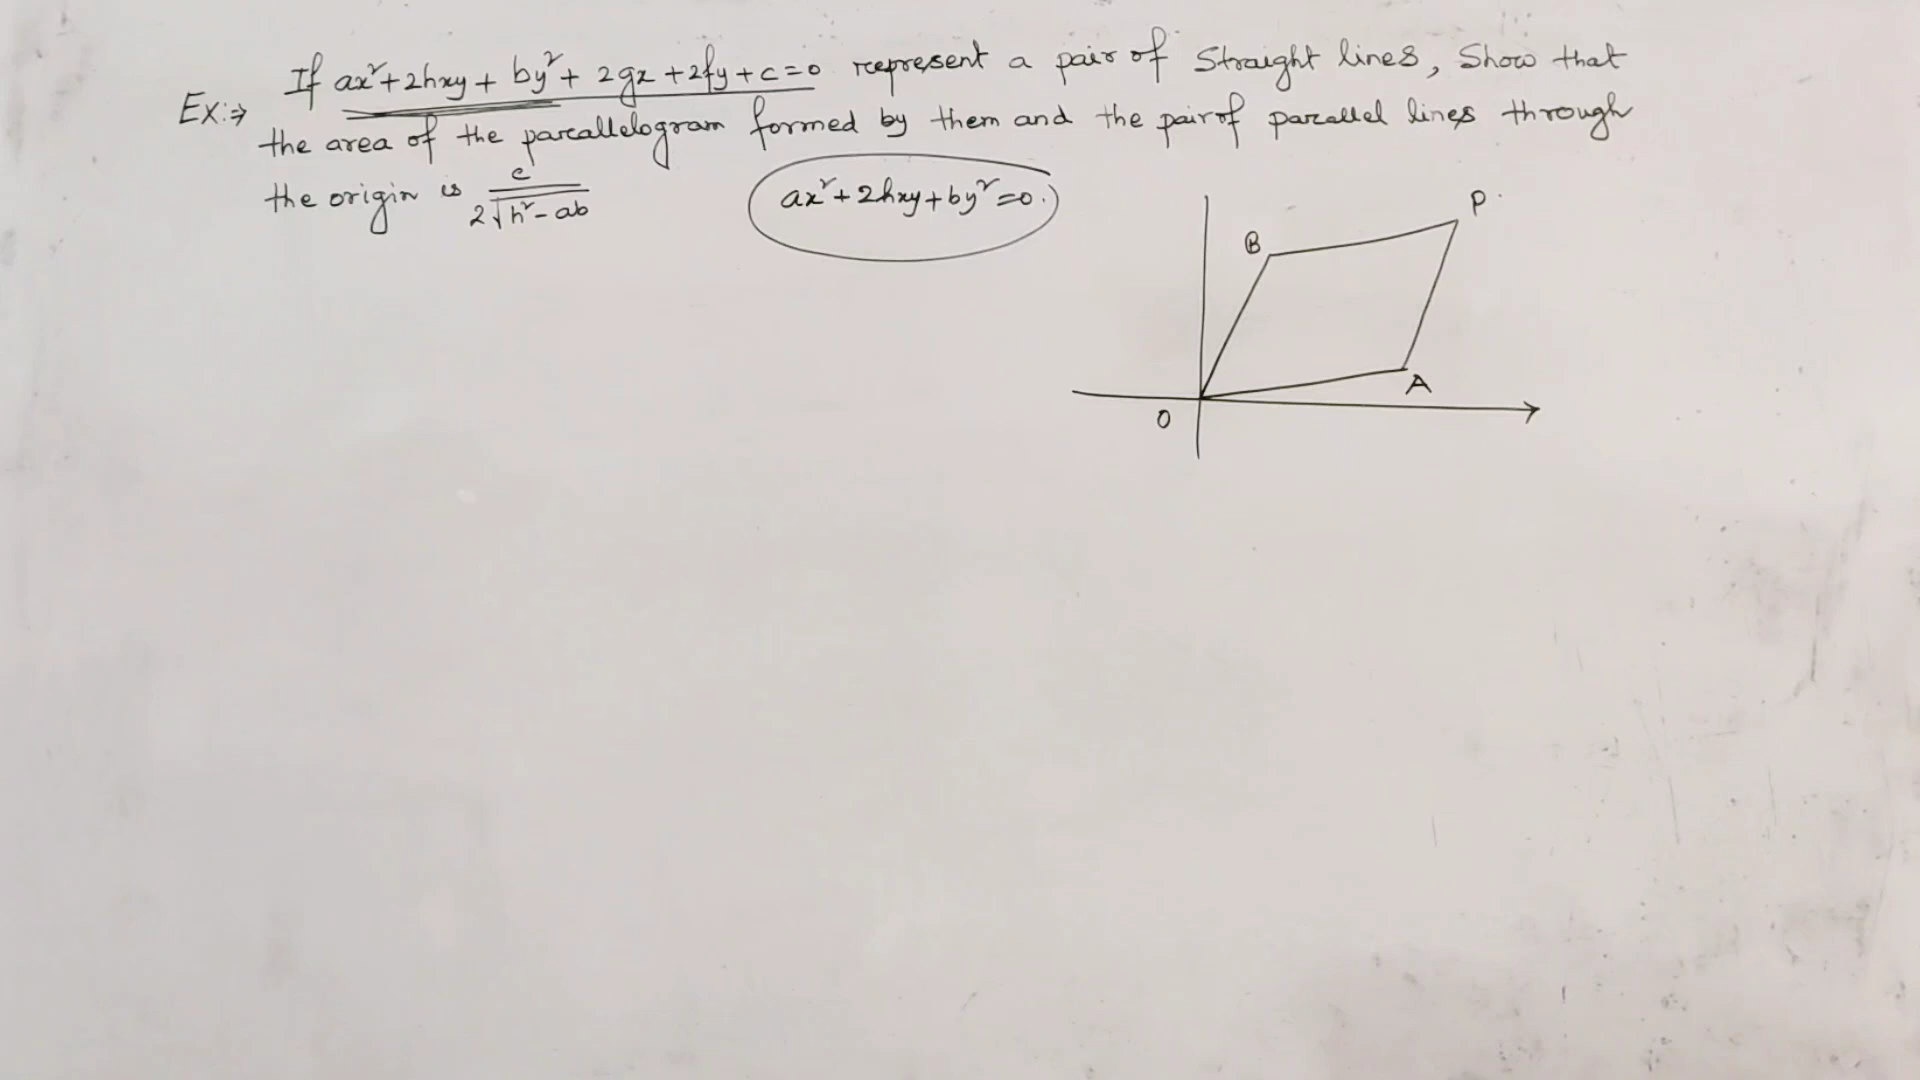 If ax²+2hxy+by²+2gx+2fy+c=0 represent a pair of Straight lines, Show that
Ex:⇒
the area of the parallelogram formed by them and the pair of parallel lines through
the origin is c/(2√(h²-ab))
ax²+2hxy+by²=0.
P.
B
A
O